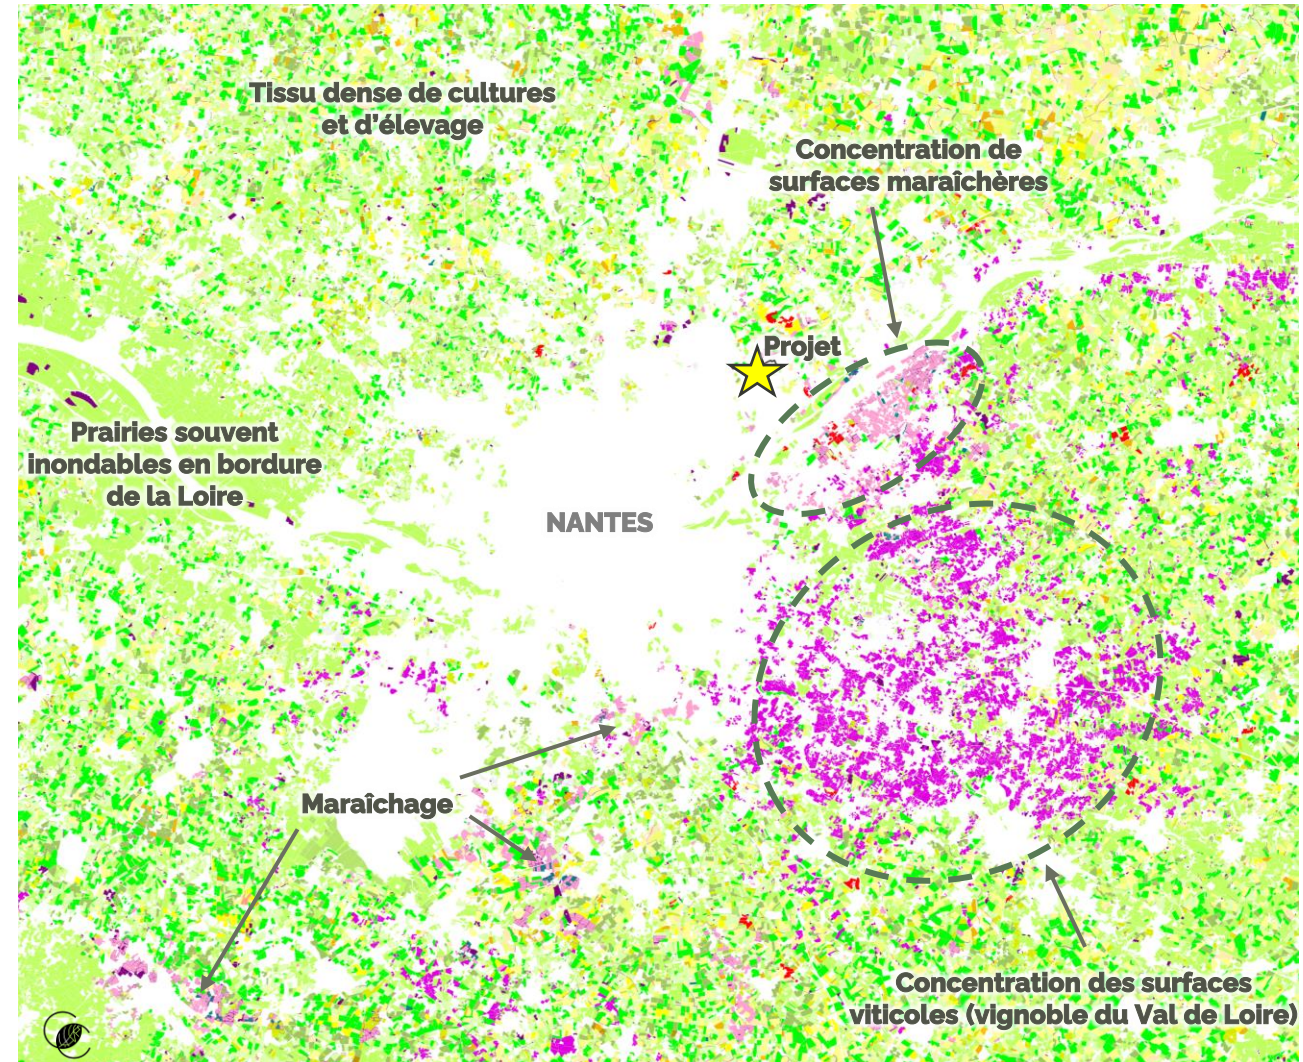 Tissu dense de cultures
et d'élevage
Concentration de
surfaces maraîchères
Projet
Prairies souvent
inondables en bordure
de la Loire
NANTES
Maraîchage
Concentration des surfaces
viticoles (vignoble du Val de Loire)